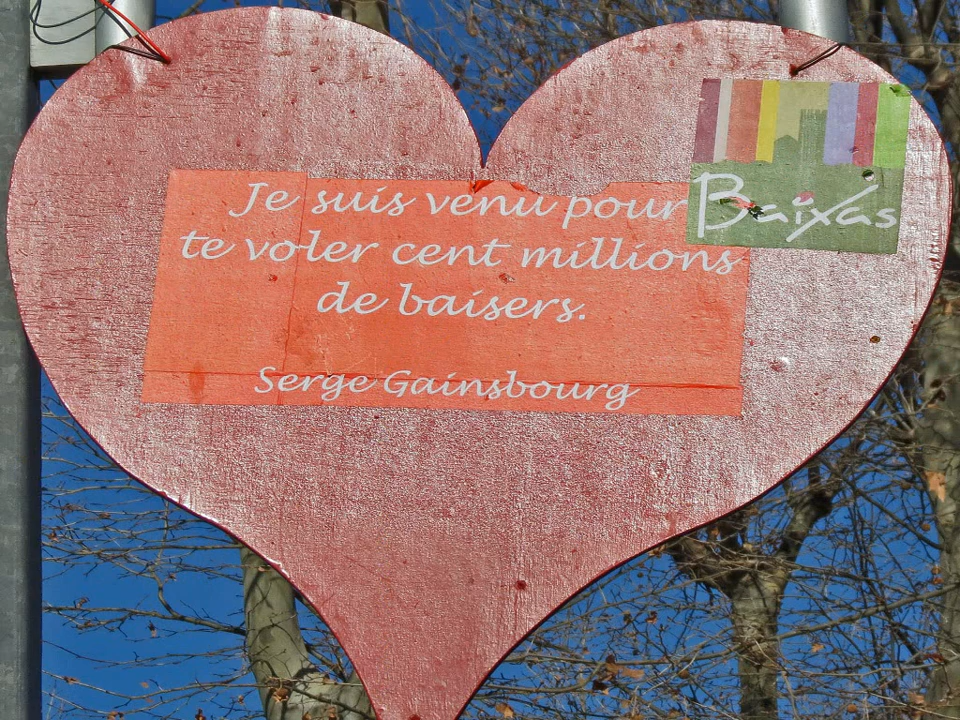 Je suis venu pour
te voler cent millions
de baisers.
Serge Gainsbourg
Baixas